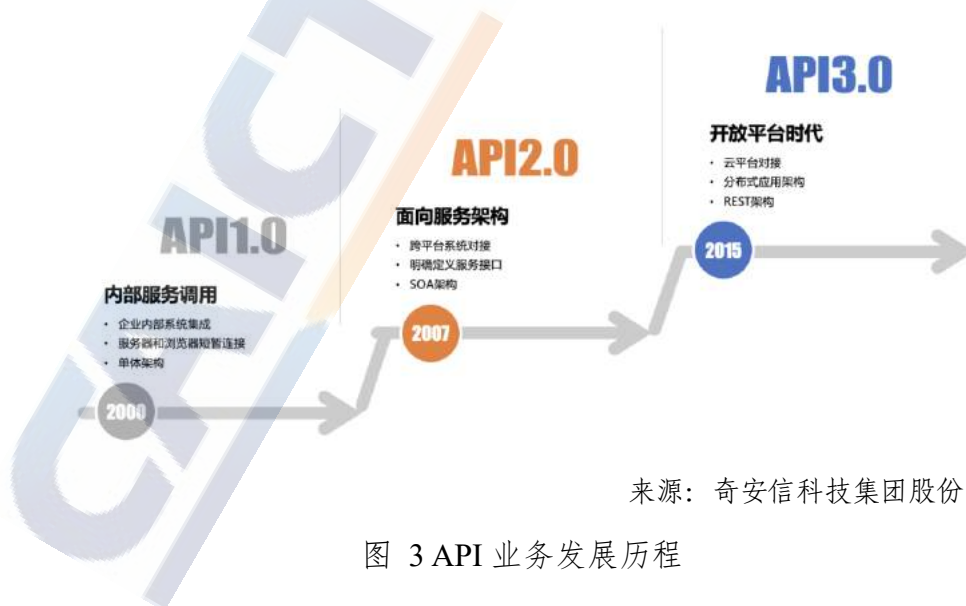 API1.0
内部服务调用
· 企业内部系统集成
· 服务器和浏览器短暂连接
· 单体架构
2000
API2.0
面向服务架构
· 跨平台系统对接
· 明确定义服务接口
· SOA架构
2007
API3.0
开放平台时代
· 云平台对接
· 分布式应用架构
· REST架构
2015
来源：奇安信科技集团股份
图 3 API 业务发展历程
CAICT